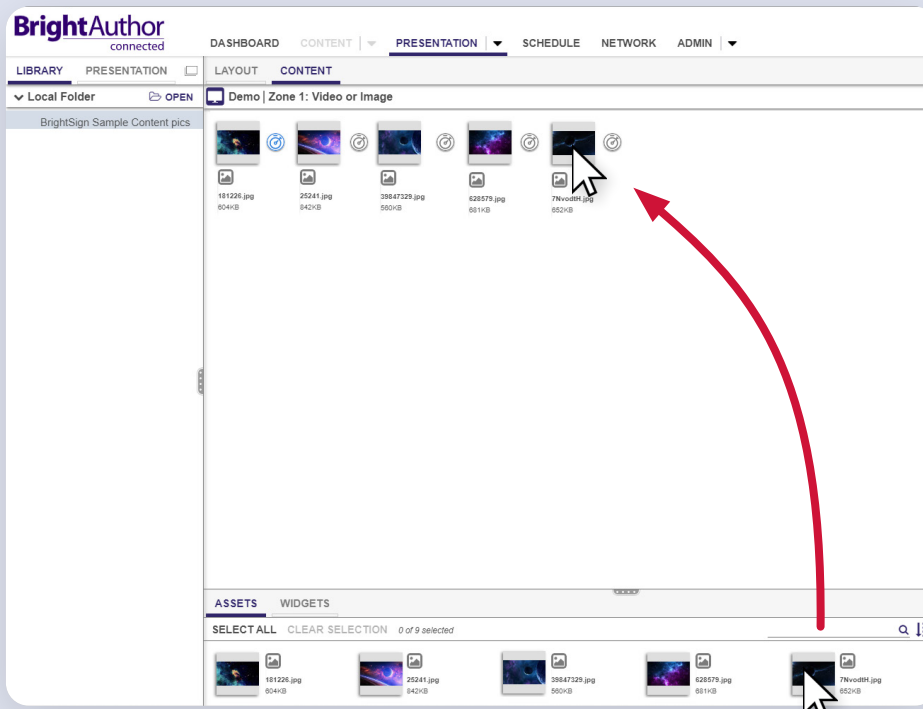 BrightAuthor
connected
DASHBOARD CONTENT PRESENTATION SCHEDULE NETWORK ADMIN
LIBRARY PRESENTATION LAYOUT CONTENT
Local Folder OPEN Demo | Zone 1: Video or Image
BrightSign Sample Content pics
181226.jpg 25241.jpg 39847329.jpg 628579.jpg 7NvodtH.jpg
604KB 842KB 560KB 681KB 652KB
ASSETS WIDGETS
SELECT ALL CLEAR SELECTION 0 of 9 selected
181226.jpg 25241.jpg 39847329.jpg 628579.jpg 7NvodtH.jpg
604KB 842KB 560KB 681KB 652KB